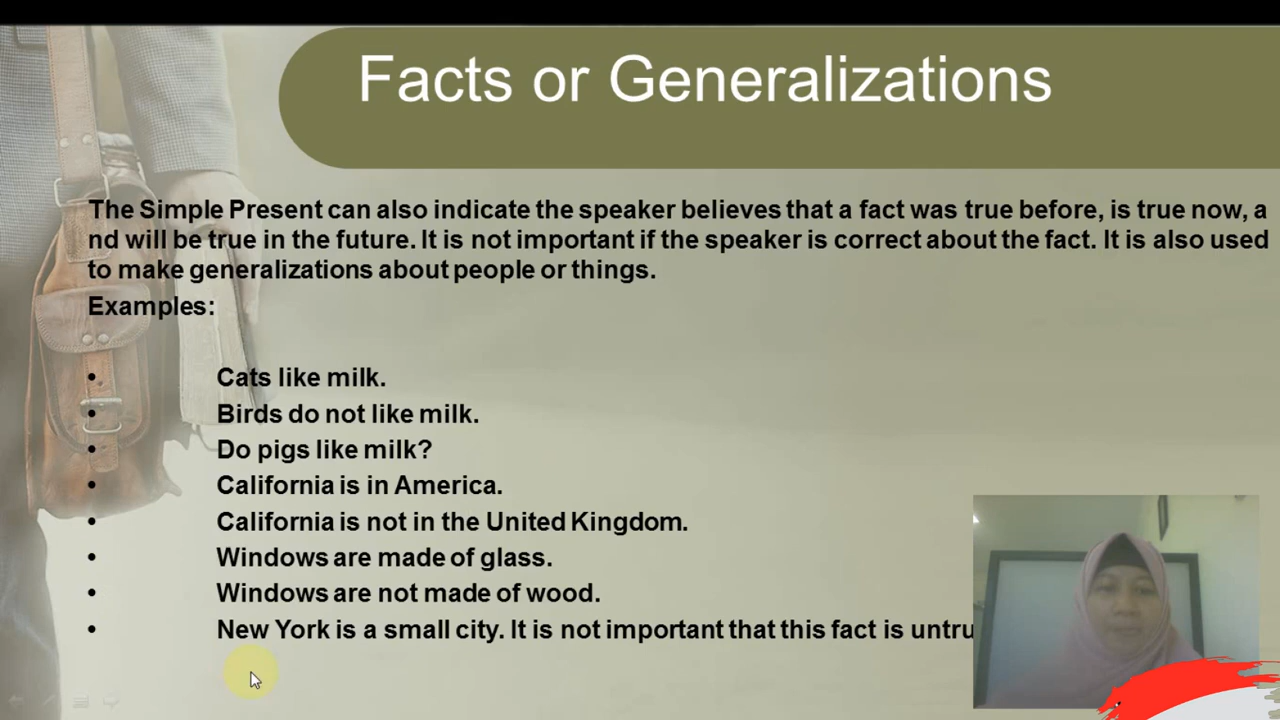 Facts or Generalizations
The Simple Present can also indicate the speaker believes that a fact was true before, is true now, a
nd will be true in the future. It is not important if the speaker is correct about the fact. It is also used
to make generalizations about people or things.
Examples:
• Cats like milk.
• Birds do not like milk.
• Do pigs like milk?
• California is in America.
• California is not in the United Kingdom.
• Windows are made of glass.
• Windows are not made of wood.
• New York is a small city. It is not important that this fact is